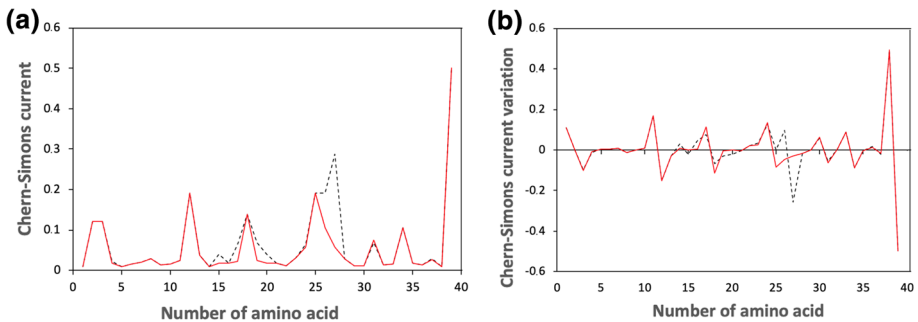 (a)
Chern-Simons current
0.6
0.5
0.4
0.3
0.2
0.1
0
0 5 10 15 20 25 30 35 40
Number of amino acid
(b)
Chern-Simons current variation
0.6
0.4
0.2
0
-0.2
-0.4
-0.6
0 5 10 15 20 25 30 35 40
Number of amino acid